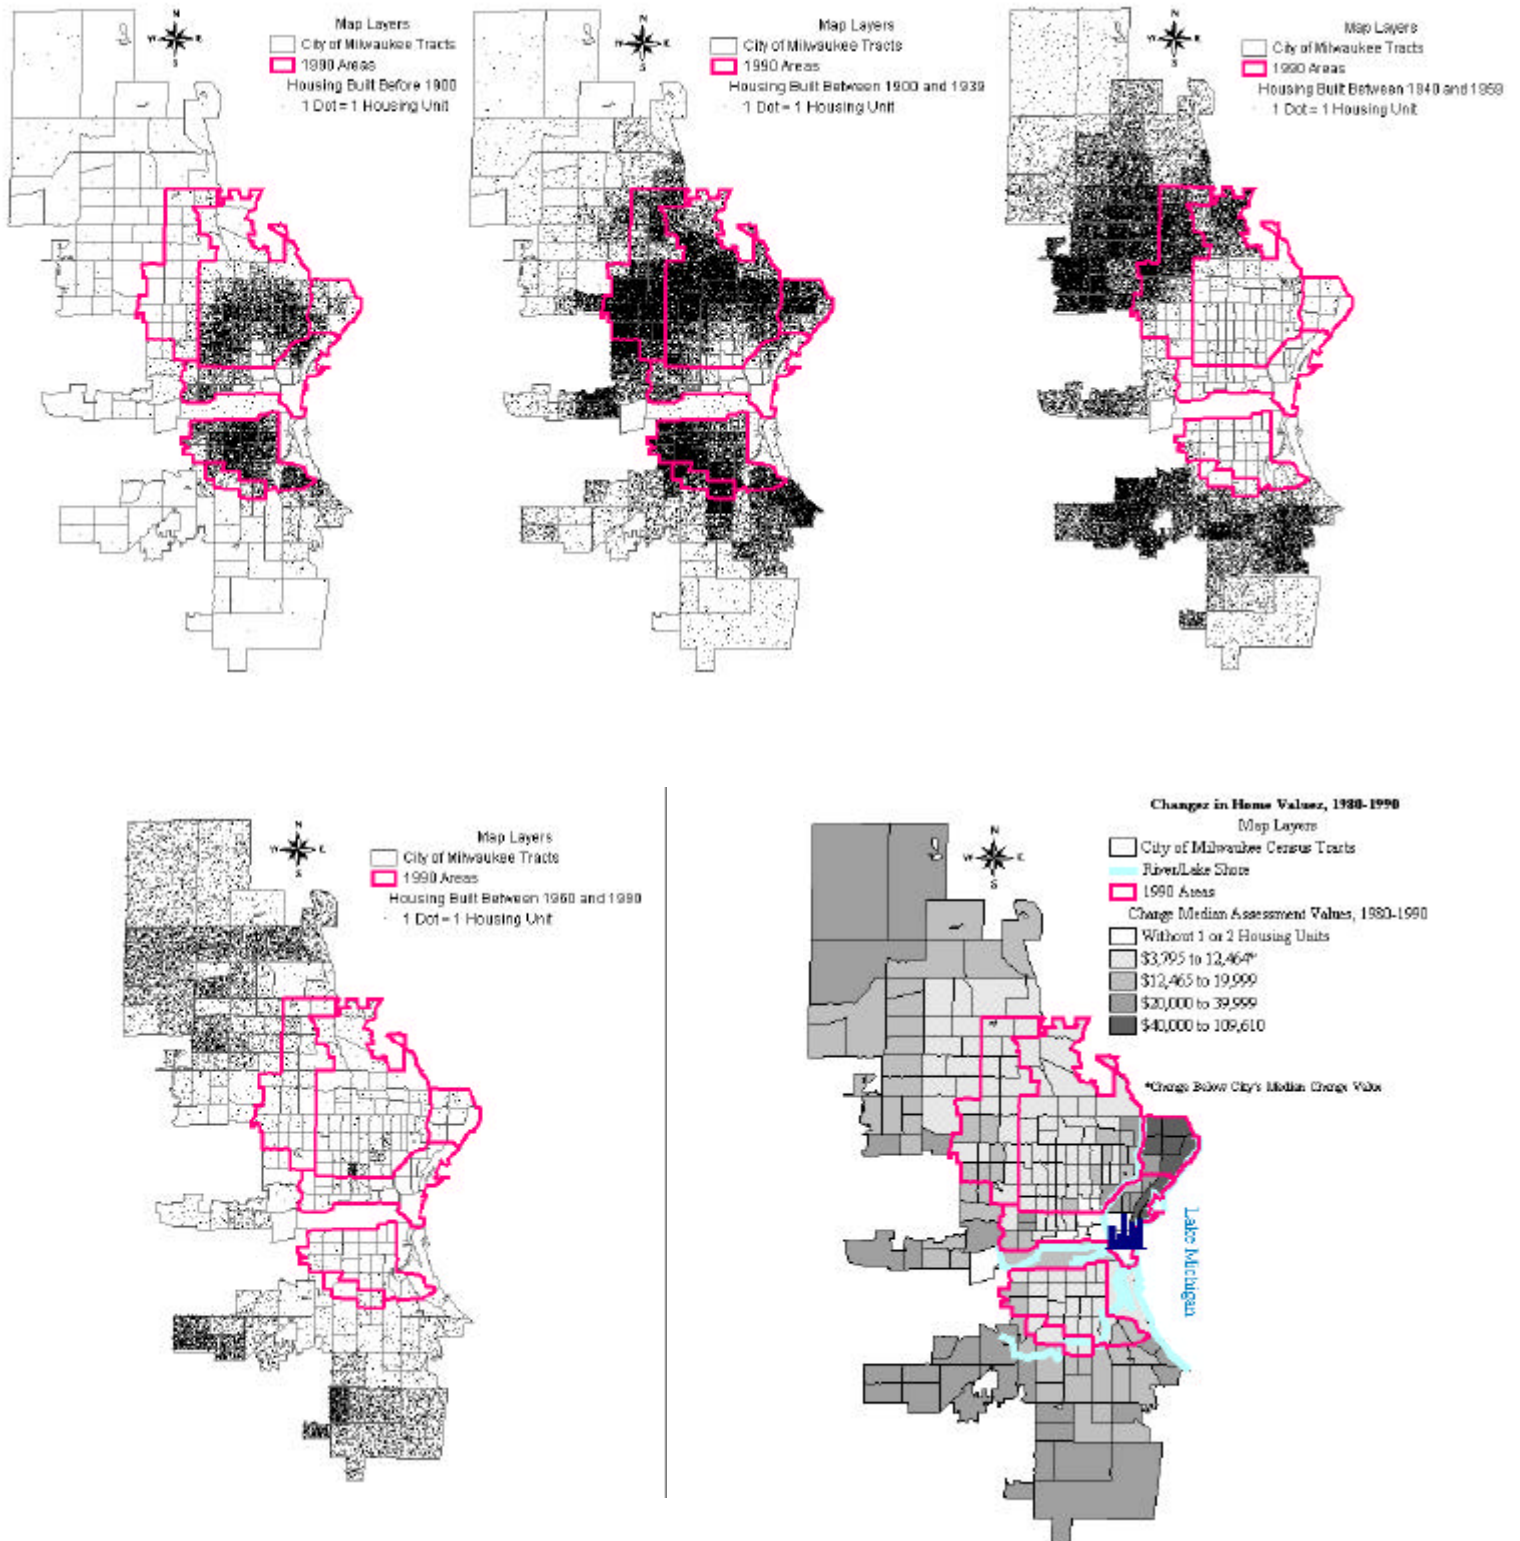 Map Layers
N
W E
S
City of Milwaukee Tracts
1990 Areas
Housing Built Before 1900
1 Dot = 1 Housing Unit
Map Layers
N
W E
S
City of Milwaukee Tracts
1990 Areas
Housing Built Between 1900 and 1939
1 Dot = 1 Housing Unit
Map Layers
N
W E
S
City of Milwaukee Tracts
1990 Areas
Housing Built Between 1940 and 1959
1 Dot = 1 Housing Unit
Map Layers
N
W E
S
City of Milwaukee Tracts
1990 Areas
Housing Built Between 1960 and 1990
1 Dot = 1 Housing Unit
Changes in Home Values, 1980-1990
Map Layers
N
W E
S
City of Milwaukee Census Tracts
River/Lake Shore
1990 Areas
Change Median Assessment Values, 1980-1990
Without 1 or 2 Housing Units
$3,795 to 12,464*
$12,465 to 19,999
$20,000 to 39,999
$40,000 to 109,610
*Change Below City's Median Change Value
Lake Michigan